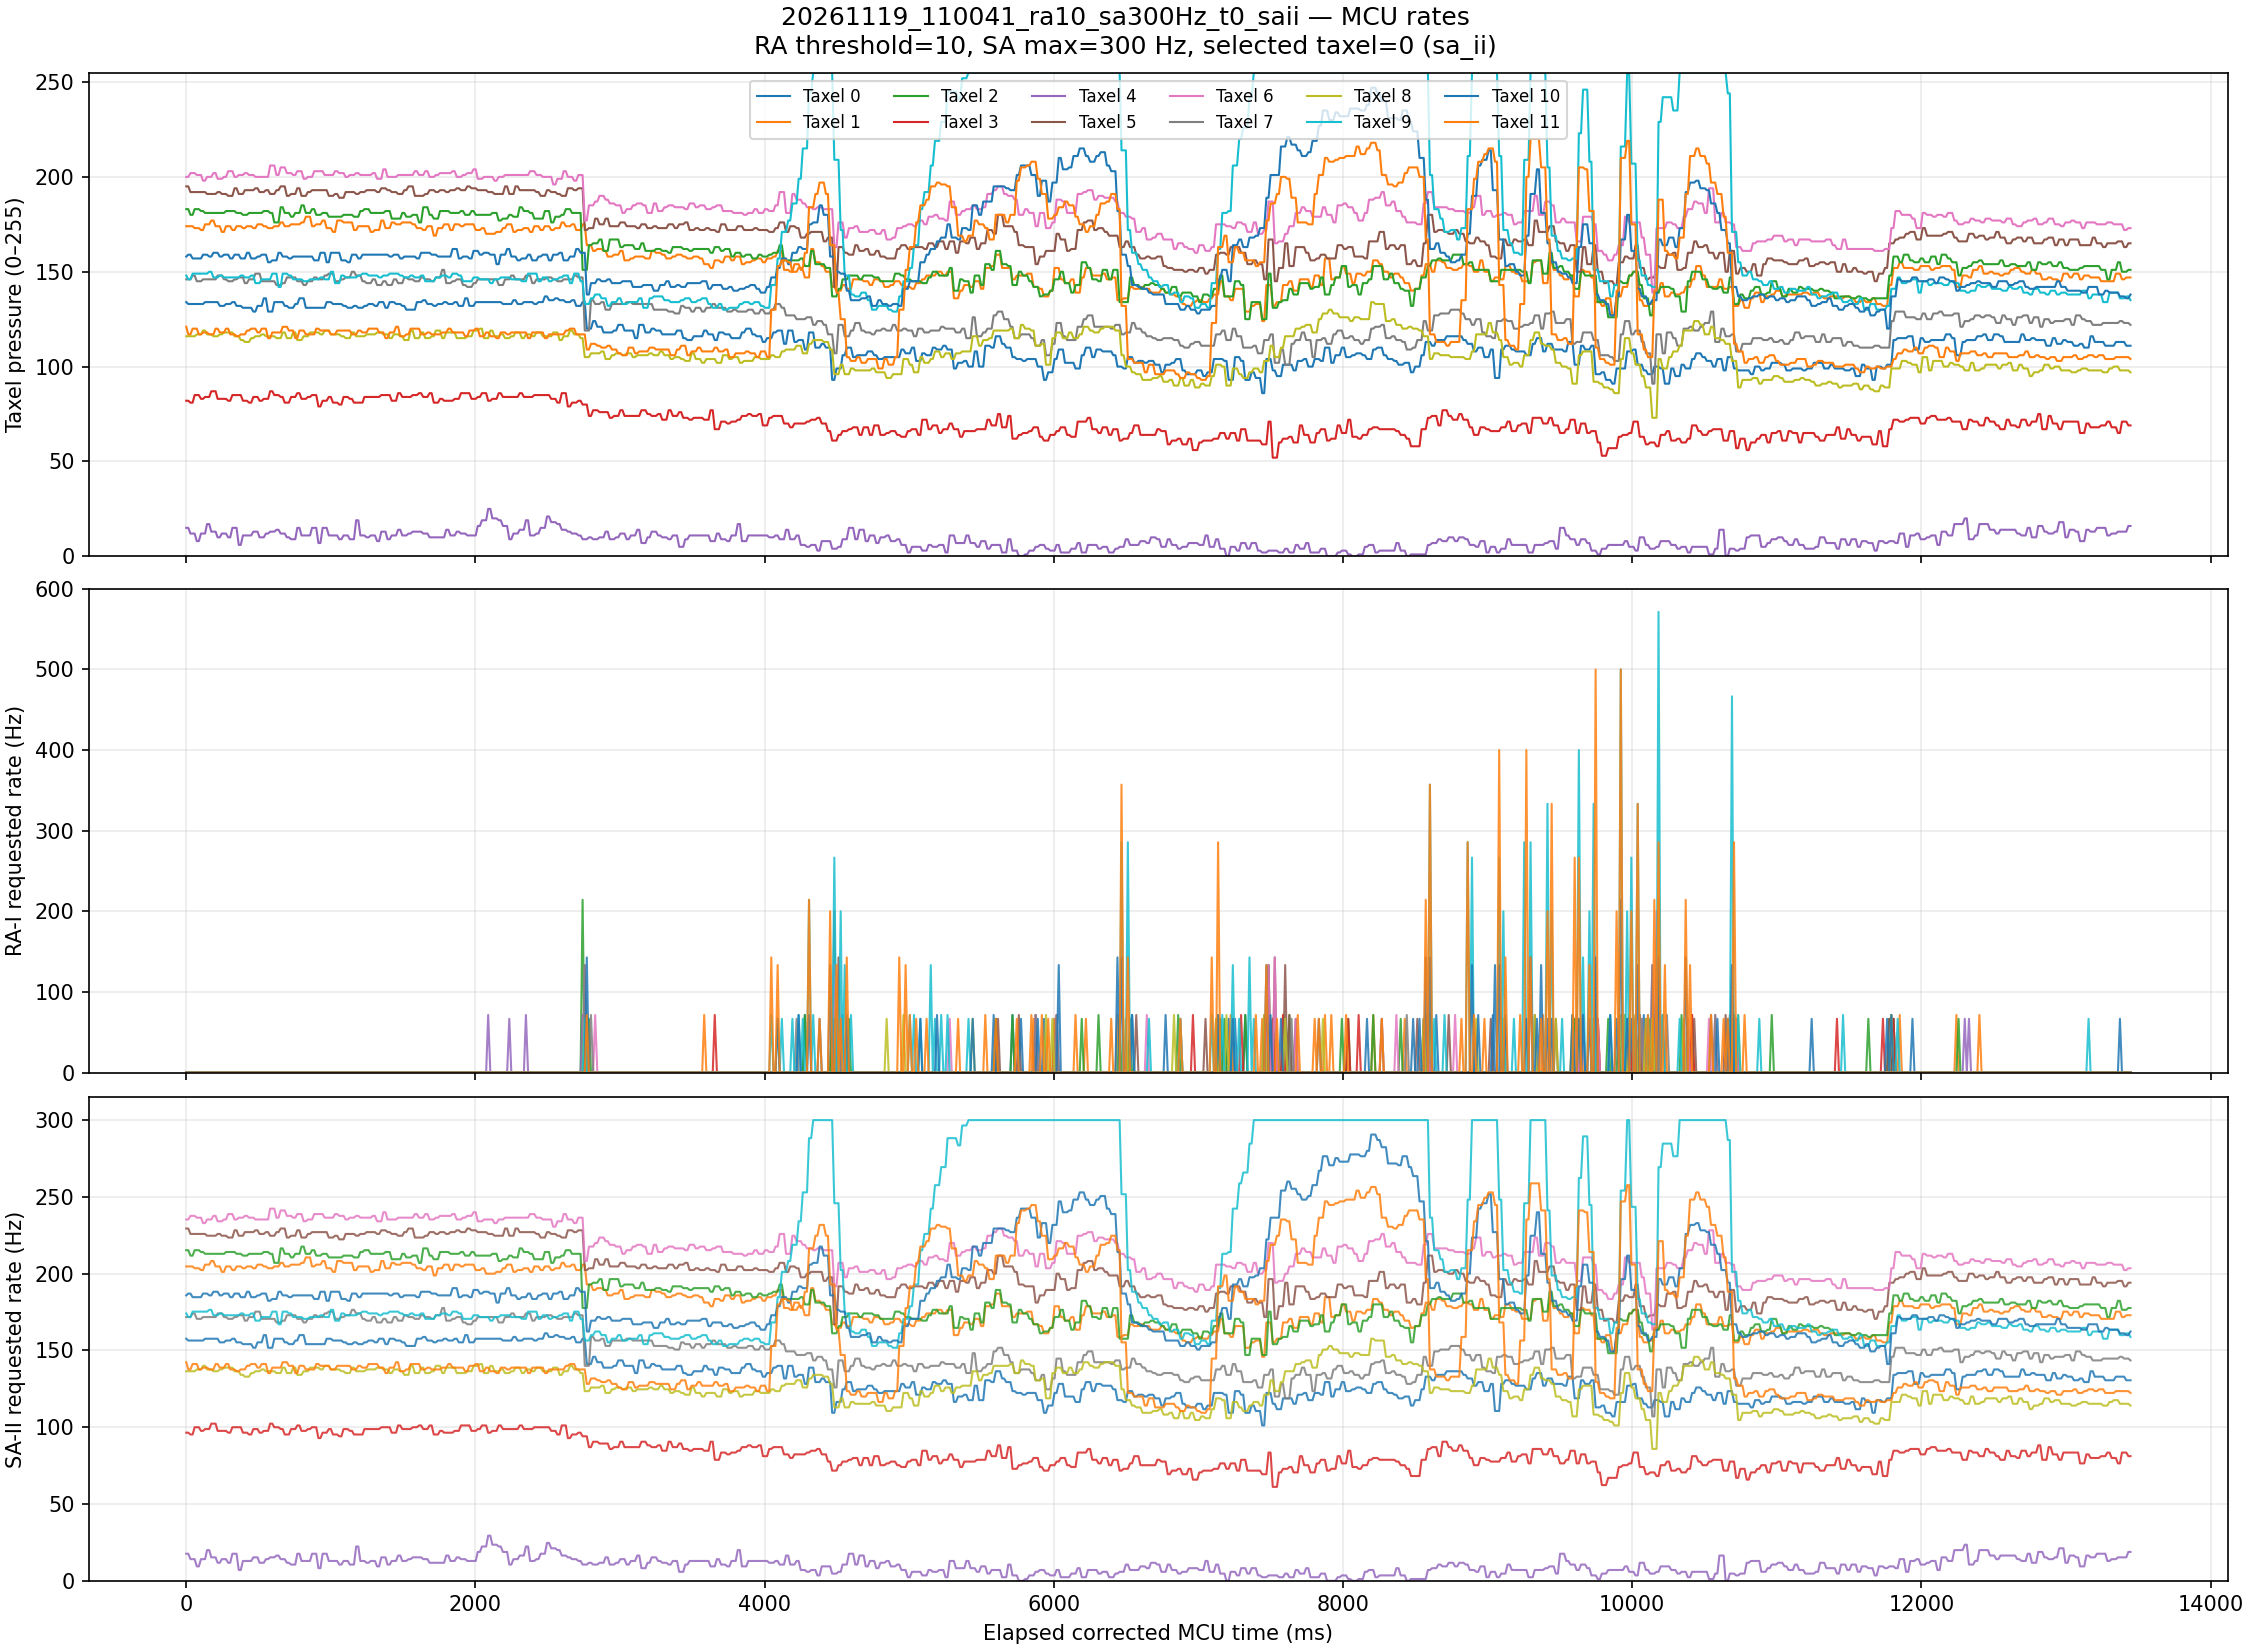 20261119_110041_ra10_sa300Hz_t0_saii — MCU rates
RA threshold=10, SA max=300 Hz, selected taxel=0 (sa_ii)
Taxel pressure (0–255)
250
200
150
100
50
0
Taxel 0
Taxel 2
Taxel 4
Taxel 6
Taxel 8
Taxel 10
Taxel 1
Taxel 3
Taxel 5
Taxel 7
Taxel 9
Taxel 11
RA-I requested rate (Hz)
600
500
400
300
200
100
0
SA-II requested rate (Hz)
300
250
200
150
100
50
0
0
2000
4000
6000
8000
10000
12000
14000
Elapsed corrected MCU time (ms)